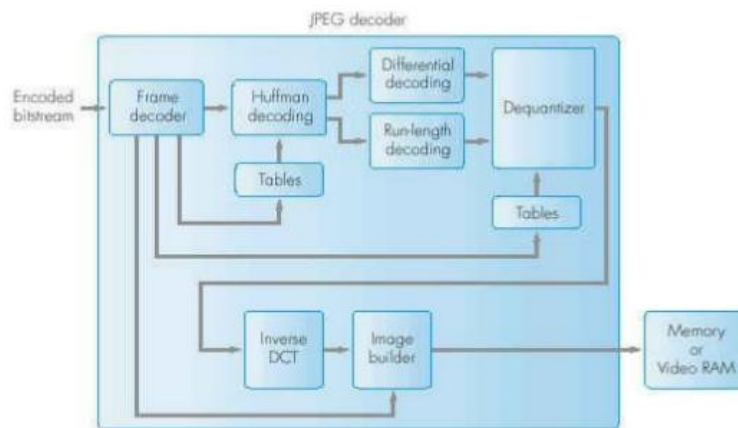 JPEG decoder
Encoded
bitstream
Frame
decoder
Huffman
decoding
Differential
decoding
Run-length
decoding
Dequantizer
Tables
Tables
Inverse
DCT
Image
builder
Memory
or
Video RAM